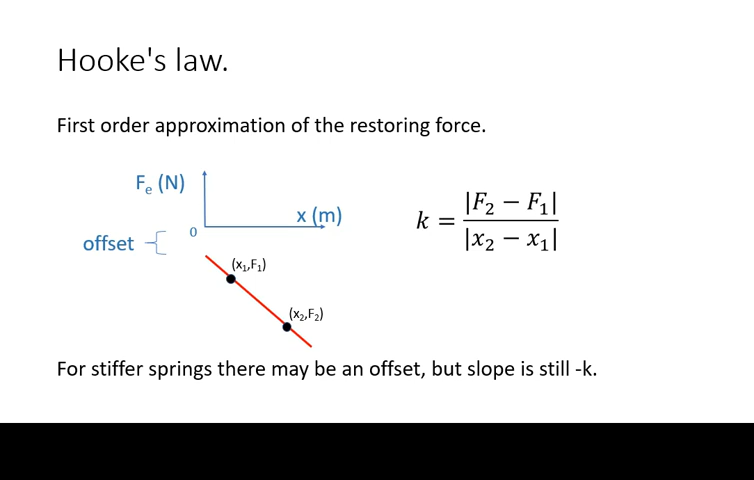 Hooke's law.
First order approximation of the restoring force.
Fₑ (N)
x (m)
0
offset
(x₁,F₁)
(x₂,F₂)
k = |F₂ − F₁| / |x₂ − x₁|
For stiffer springs there may be an offset, but slope is still -k.